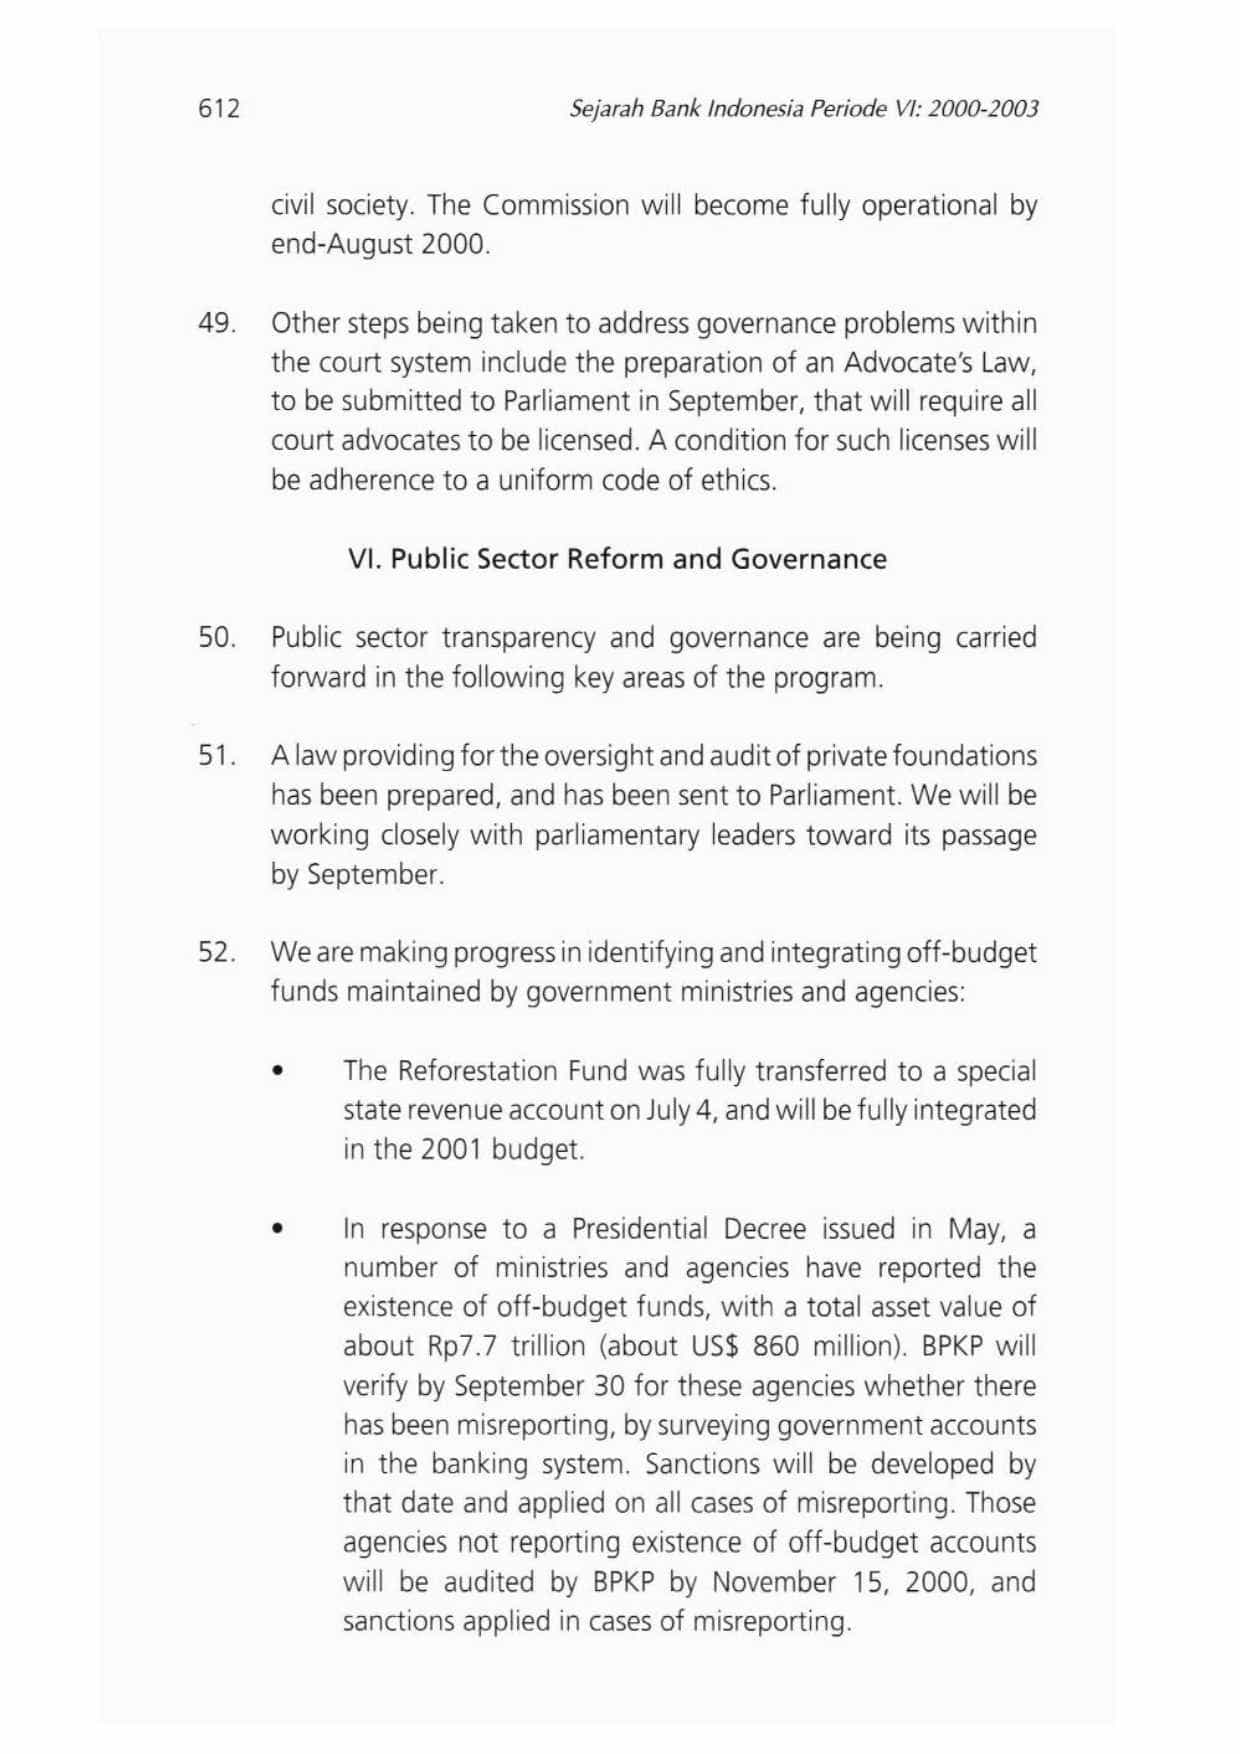 612
Sejarah Bank Indonesia Periode VI: 2000-2003
civil society. The Commission will become fully operational by
end-August 2000.
49. Other steps being taken to address governance problems within
the court system include the preparation of an Advocate's Law,
to be submitted to Parliament in September, that will require all
court advocates to be licensed. A condition for such licenses will
be adherence to a uniform code of ethics.
VI. Public Sector Reform and Governance
50. Public sector transparency and governance are being carried
forward in the following key areas of the program.
51. A law providing for the oversight and audit of private foundations
has been prepared, and has been sent to Parliament. We will be
working closely with parliamentary leaders toward its passage
by September.
52. We are making progress in identifying and integrating off-budget
funds maintained by government ministries and agencies:
• The Reforestation Fund was fully transferred to a special
state revenue account on July 4, and will be fully integrated
in the 2001 budget.
• In response to a Presidential Decree issued in May, a
number of ministries and agencies have reported the
existence of off-budget funds, with a total asset value of
about Rp7.7 trillion (about US$ 860 million). BPKP will
verify by September 30 for these agencies whether there
has been misreporting, by surveying government accounts
in the banking system. Sanctions will be developed by
that date and applied on all cases of misreporting. Those
agencies not reporting existence of off-budget accounts
will be audited by BPKP by November 15, 2000, and
sanctions applied in cases of misreporting.